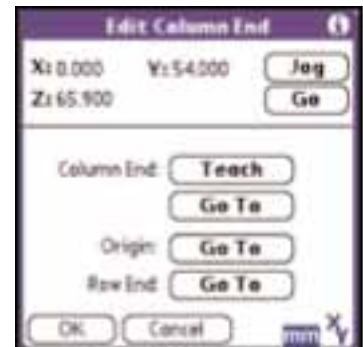 Edit Column End i
X: 0.000 Y: 54.000 Jog
Z: 65.900 Go
Column End: Teach
Go To
Origin: Go To
Row End: Go To
OK Cancel mm X/Y